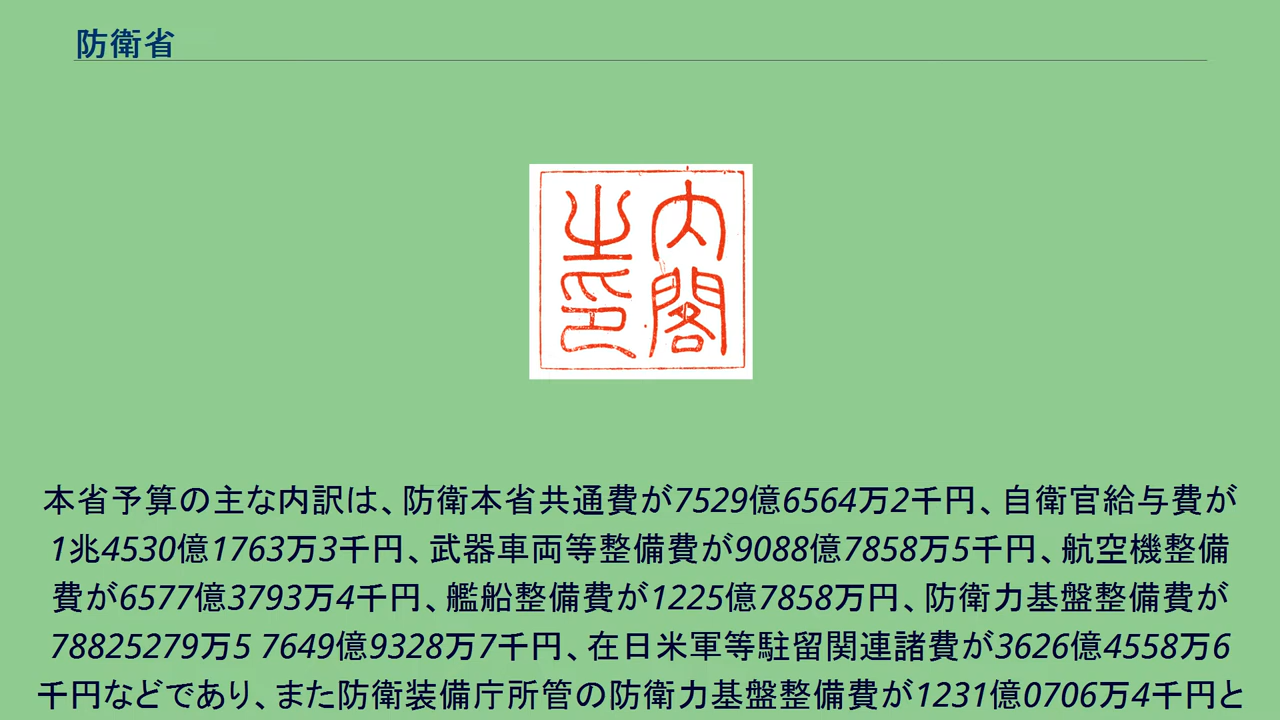 防衛省
内閣
之印
本省予算の主な内訳は、防衛本省共通費が7529億6564万2千円、自衛官給与費が
1兆4530億1763万3千円、武器車両等整備費が9088億7858万5千円、航空機整備
費が6577億3793万4千円、艦船整備費が1225億7858万円、防衛力基盤整備費が
78825279万5 7649億9328万7千円、在日米軍等駐留関連諸費が3626億4558万6
千円などであり、また防衛装備庁所管の防衛力基盤整備費が1231億0706万4千円と